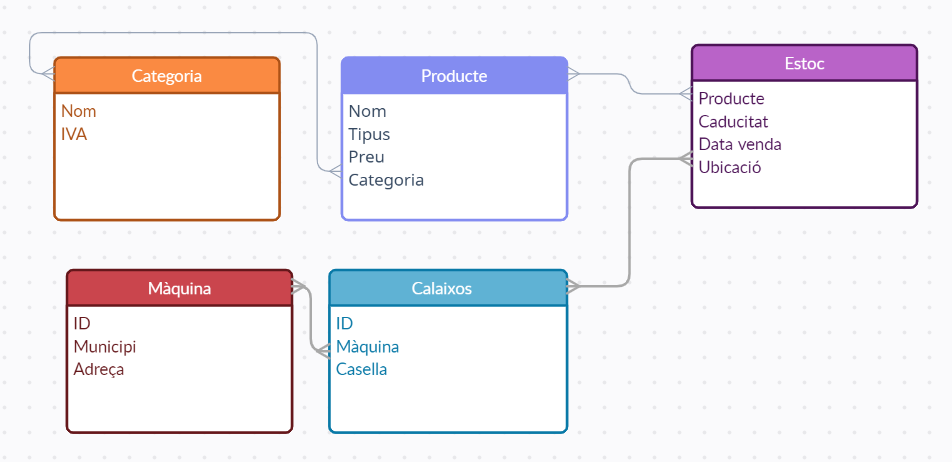 Categoria
Nom
IVA
Producte
Nom
Tipus
Preu
Categoria
Estoc
Producte
Caducitat
Data venda
Ubicació
Màquina
ID
Municipi
Adreça
Calaixos
ID
Màquina
Casella